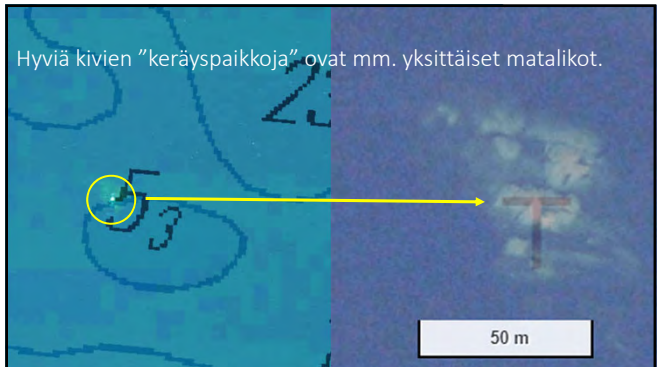 Hyviä kivien ”keräyspaikkoja” ovat mm. yksittäiset matalikot.
23
5
3
T
50 m